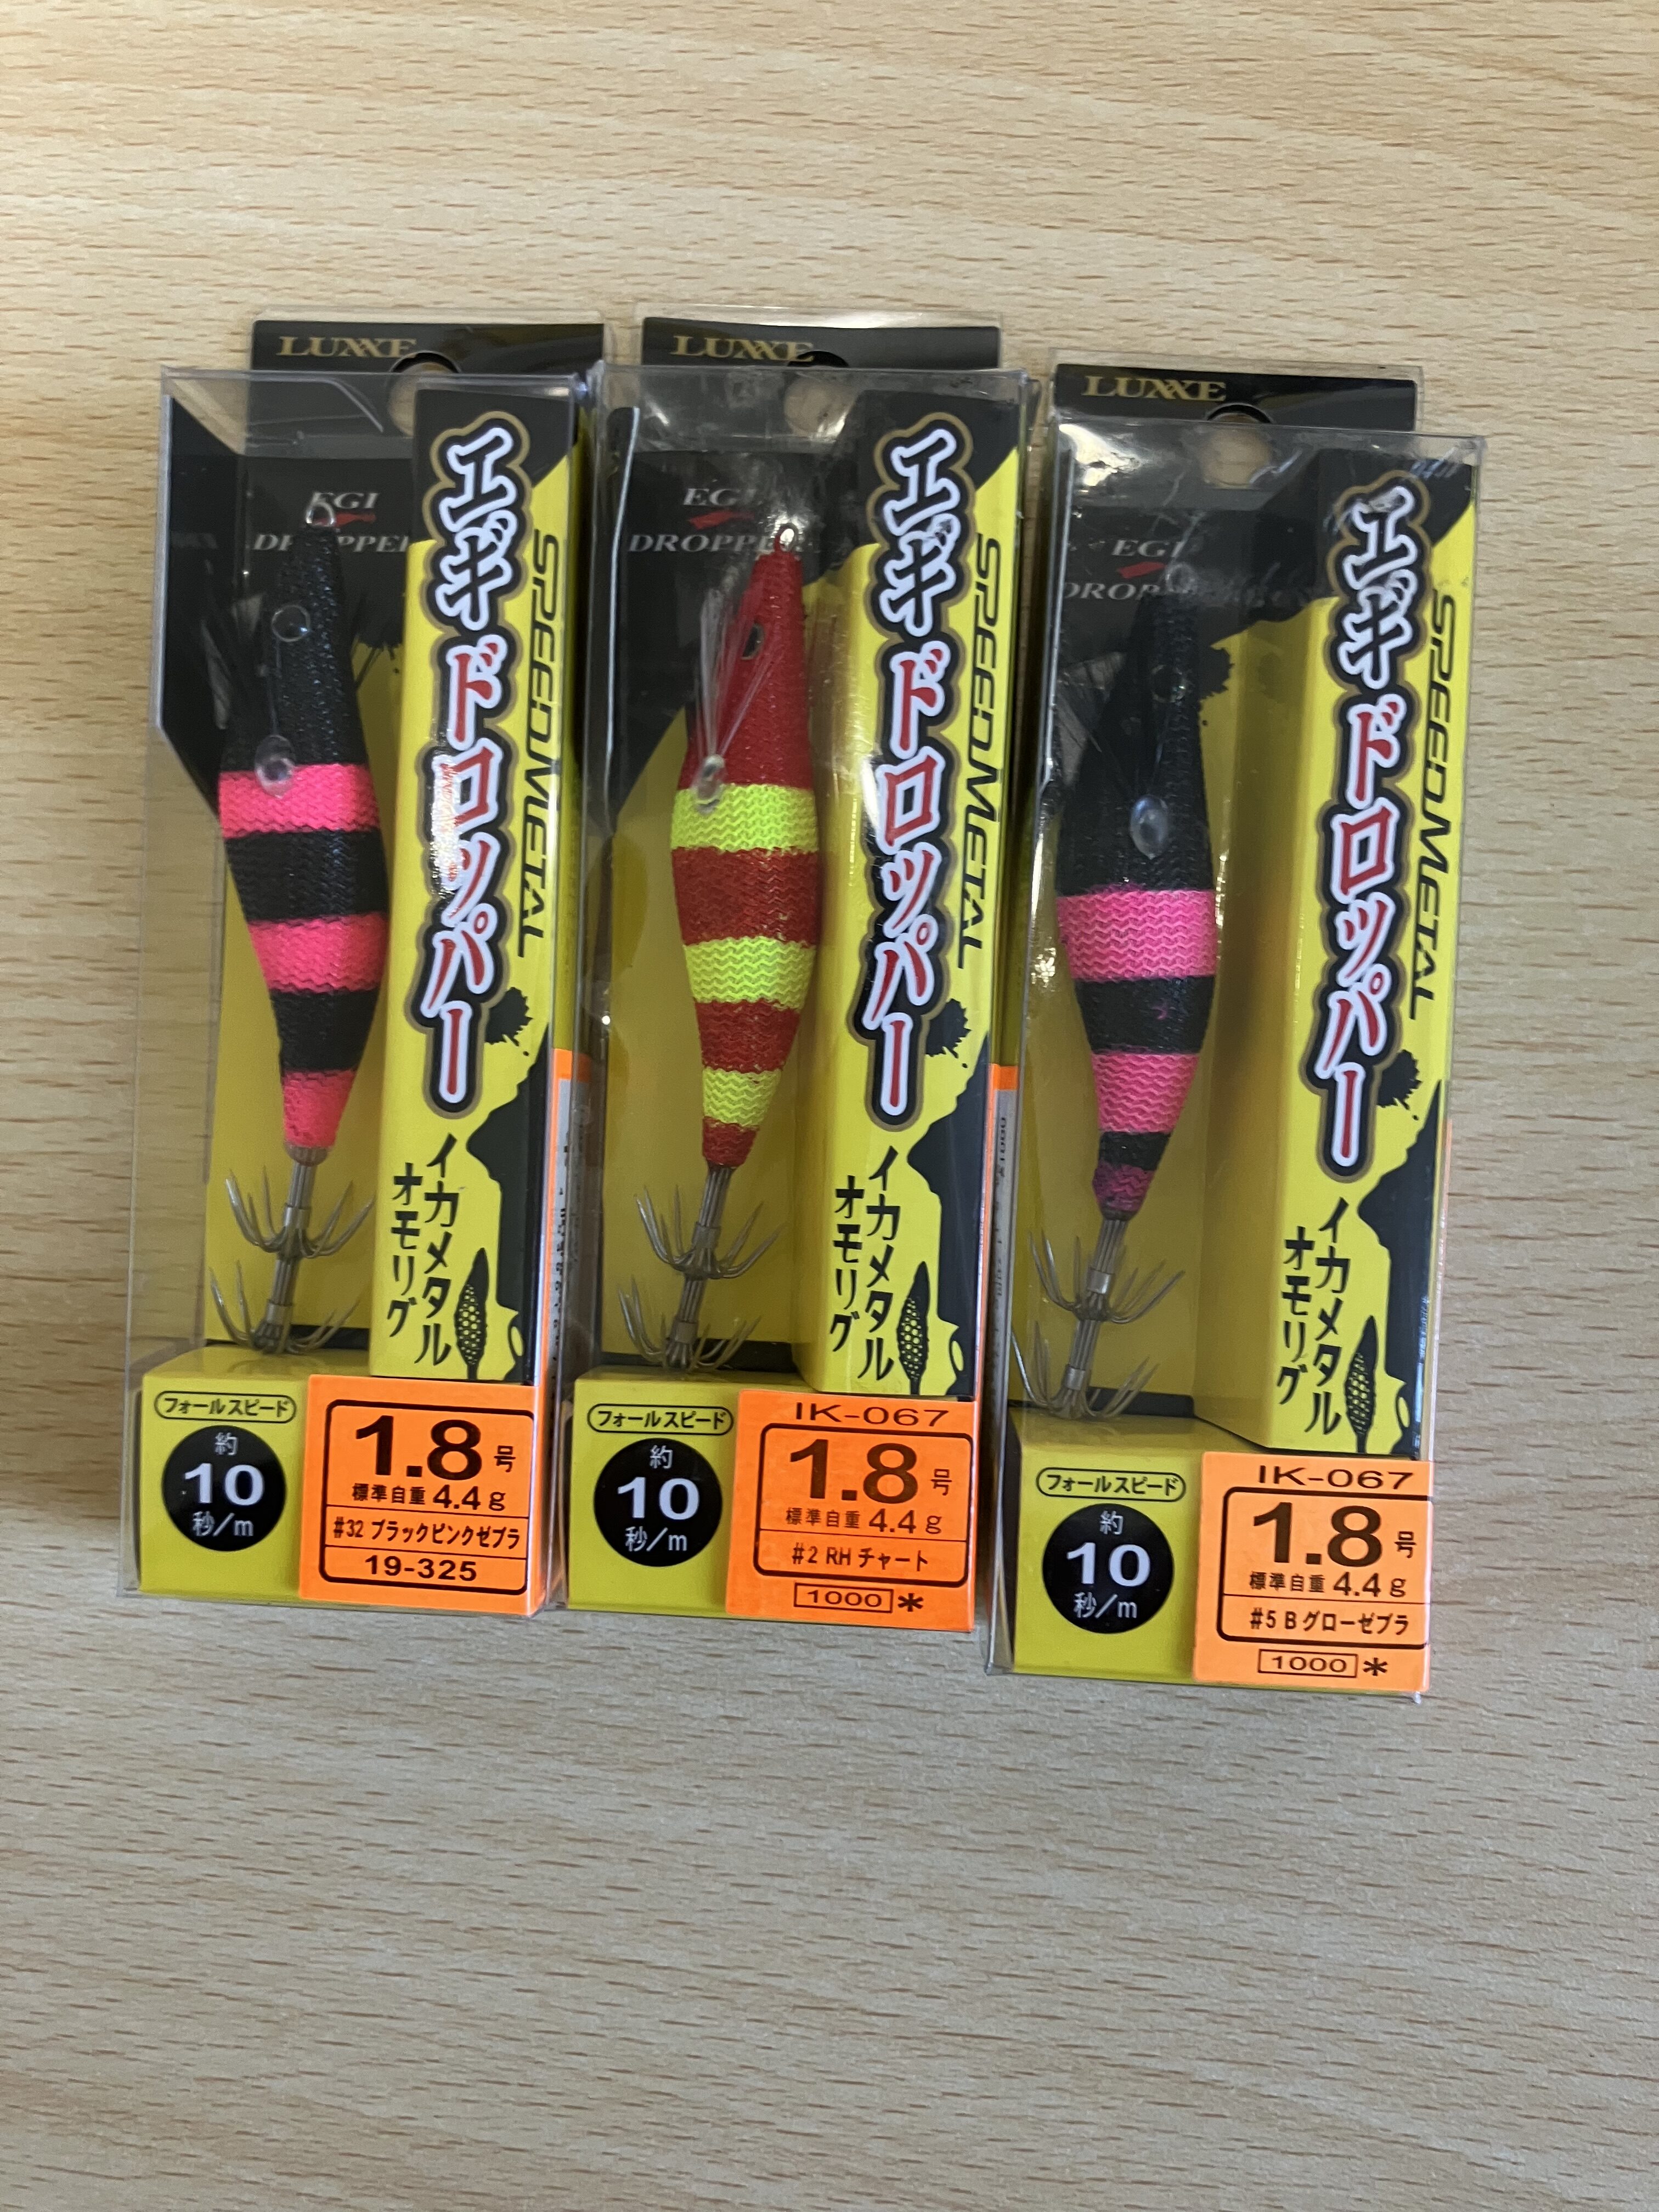 LUXXE
EGI
エギドロッパー
SPEEDMETAL
イカメタル
オモリグ
フォールスピード
約
10
秒/m
1.8号
標準自重 4.4g
#32 ブラックピンクゼブラ
19-325
LUXXE
DROPPE
エギドロッパー
SPEEDMETAL
イカメタル
オモリグ
フォールスピード
約
10
秒/m
IK-067
1.8号
標準自重 4.4g
#2 RH チャート
1000 *
LUXXE
EGI
エギドロッパー
SPEEDMETAL
イカメタル
オモリグ
フォールスピード
約
10
秒/m
IK-067
1.8号
標準自重 4.4g
#5 B グローゼブラ
1000 *